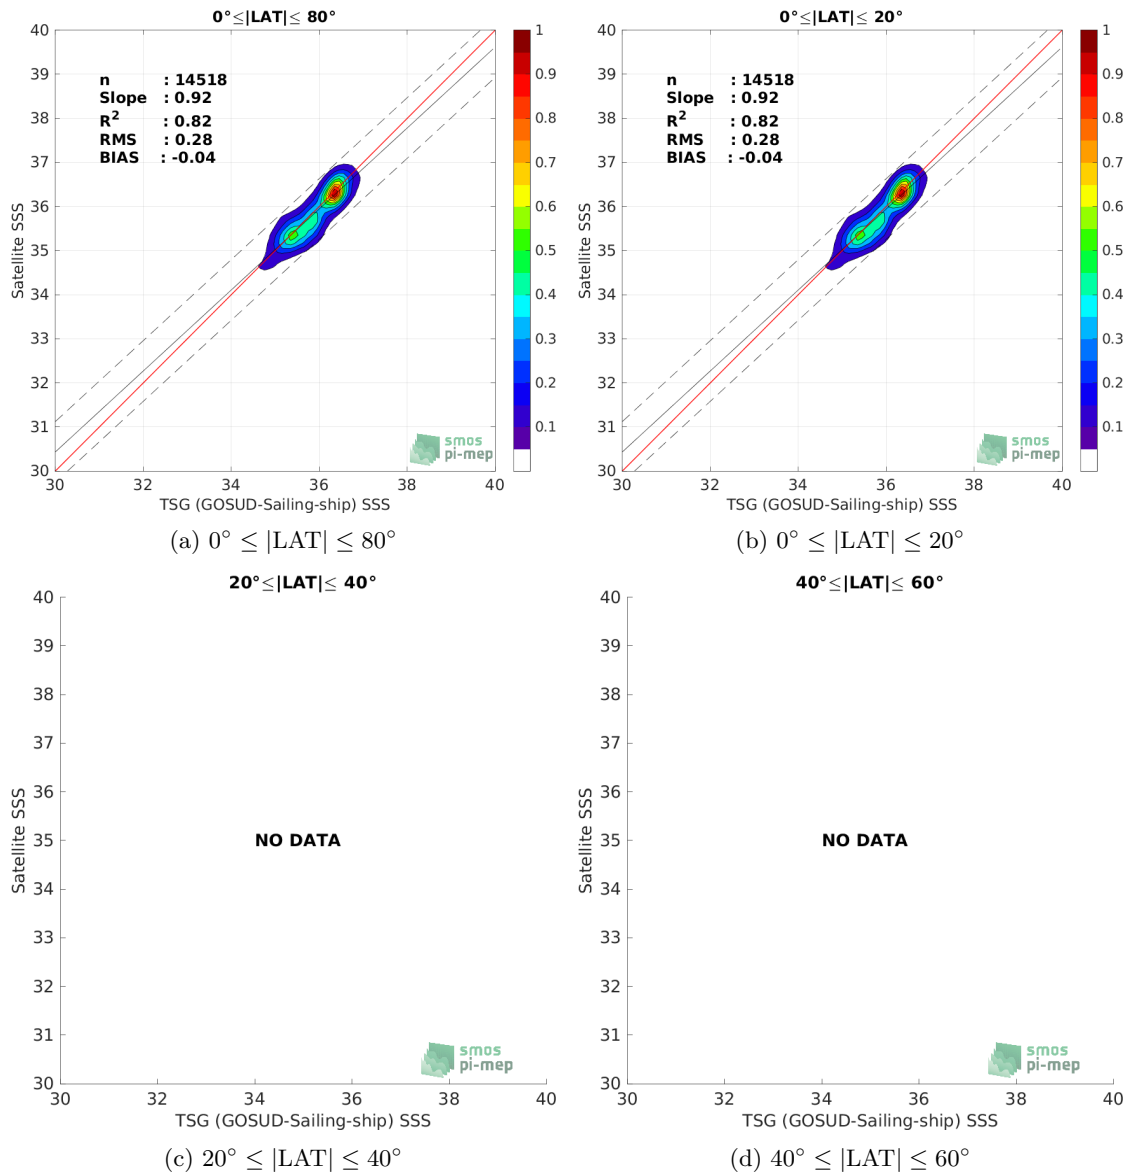 0°≤|LAT|≤ 80°
40
39
38
37
36
35
34
33
32
31
30
Satellite SSS
n : 14518
Slope : 0.92
R2 : 0.82
RMS : 0.28
BIAS : -0.04
1
0.9
0.8
0.7
0.6
0.5
0.4
0.3
0.2
0.1
smos
pi-mep
30 32 34 36 38 40
TSG (GOSUD-Sailing-ship) SSS
(a) 0° ≤ |LAT| ≤ 80°
0°≤|LAT|≤ 20°
40
39
38
37
36
35
34
33
32
31
30
Satellite SSS
n : 14518
Slope : 0.92
R2 : 0.82
RMS : 0.28
BIAS : -0.04
1
0.9
0.8
0.7
0.6
0.5
0.4
0.3
0.2
0.1
smos
pi-mep
30 32 34 36 38 40
TSG (GOSUD-Sailing-ship) SSS
(b) 0° ≤ |LAT| ≤ 20°
20°≤|LAT|≤ 40°
40
39
38
37
36
35
34
33
32
31
30
Satellite SSS
NO DATA
smos
pi-mep
30 32 34 36 38 40
TSG (GOSUD-Sailing-ship) SSS
(c) 20° ≤ |LAT| ≤ 40°
40°≤|LAT|≤ 60°
40
39
38
37
36
35
34
33
32
31
30
Satellite SSS
NO DATA
smos
pi-mep
30 32 34 36 38 40
TSG (GOSUD-Sailing-ship) SSS
(d) 40° ≤ |LAT| ≤ 60°